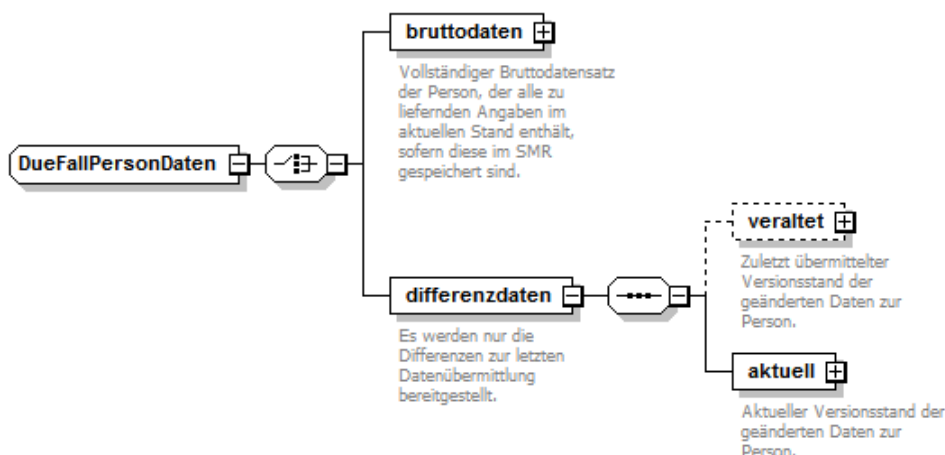 bruttodaten
Vollständiger Bruttodatensatz
der Person, der alle zu
liefernden Angaben im
aktuellen Stand enthält,
sofern diese im SMR
gespeichert sind.
DueFallPersonDaten
veraltet
Zuletzt übermittelter
Versionsstand der
geänderten Daten zur
Person.
differenzdaten
Es werden nur die
Differenzen zur letzten
Datenübermittlung
bereitgestellt.
aktuell
Aktueller Versionsstand der
geänderten Daten zur
Person.